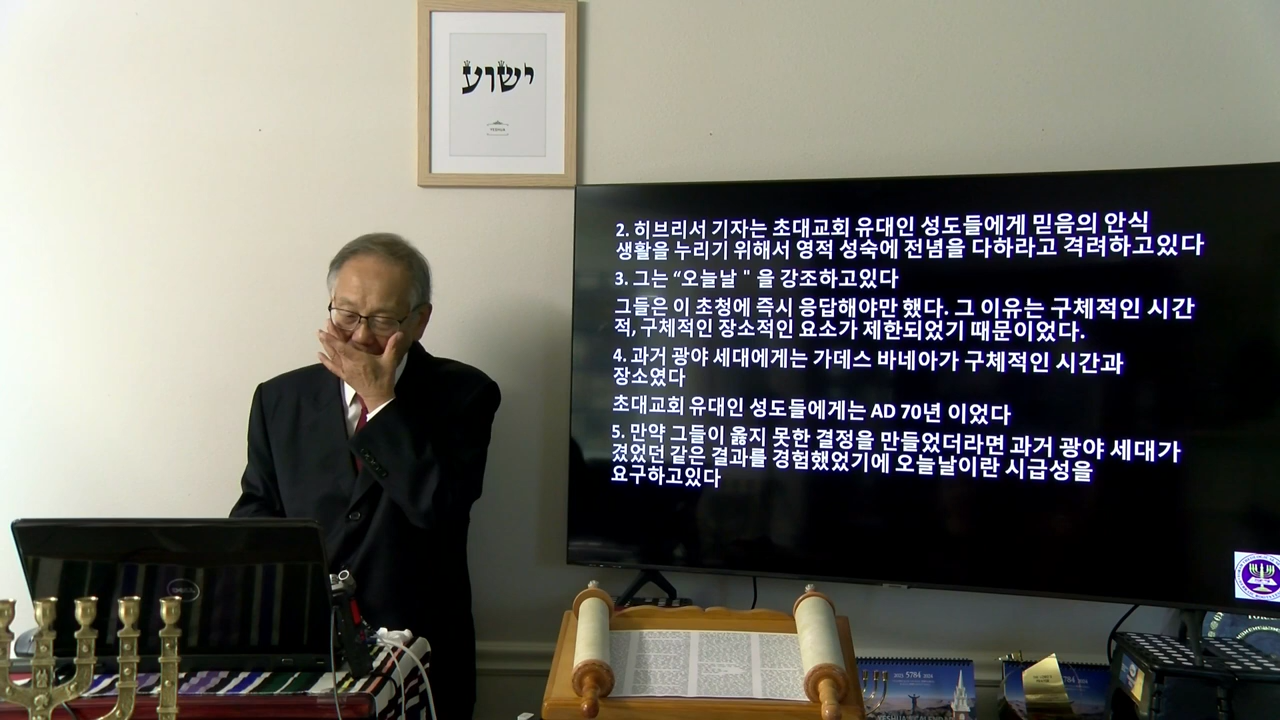 ישוע
YESHUA
2. 히브리서 기자는 초대교회 유대인 성도들에게 믿음의 안식
생활을 누리기 위해서 영적 성숙에 전념을 다하라고 격려하고있다
3. 그는 “오늘날 " 을 강조하고있다
그들은 이 초청에 즉시 응답해야만 했다. 그 이유는 구체적인 시간
적, 구체적인 장소적인 요소가 제한되었기 때문이었다.
4. 과거 광야 세대에게는 가데스 바네아가 구체적인 시간과
장소였다
초대교회 유대인 성도들에게는 AD 70년 이었다
5. 만약 그들이 옳지 못한 결정을 만들었더라면 과거 광야 세대가
겼었던 같은 결과를 경험했었기에 오늘날이란 시급성을
요구하고있다
DELL
5784